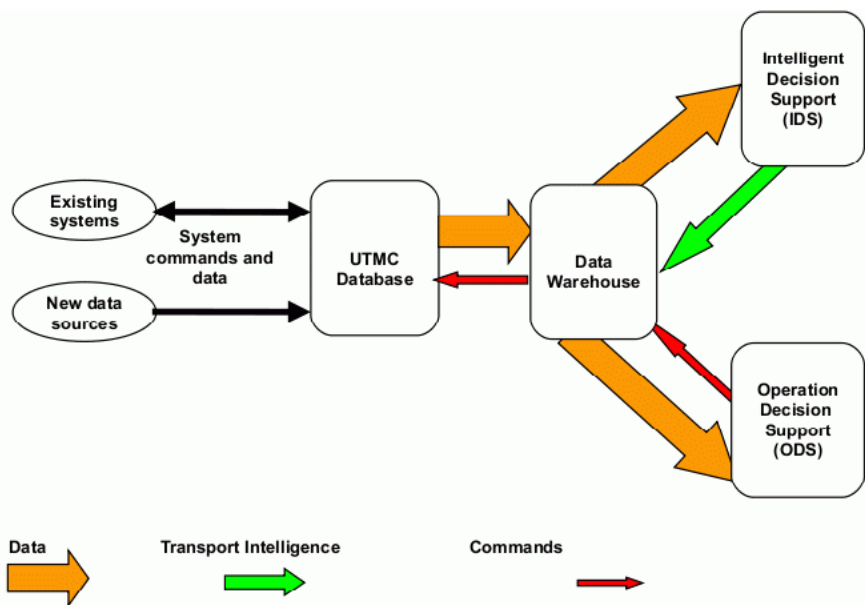 Intelligent
Decision
Support
(IDS)
Existing
systems
System
commands and
data
UTMC
Database
Data
Warehouse
New data
sources
Operation
Decision
Support
(ODS)
Data
Transport Intelligence
Commands